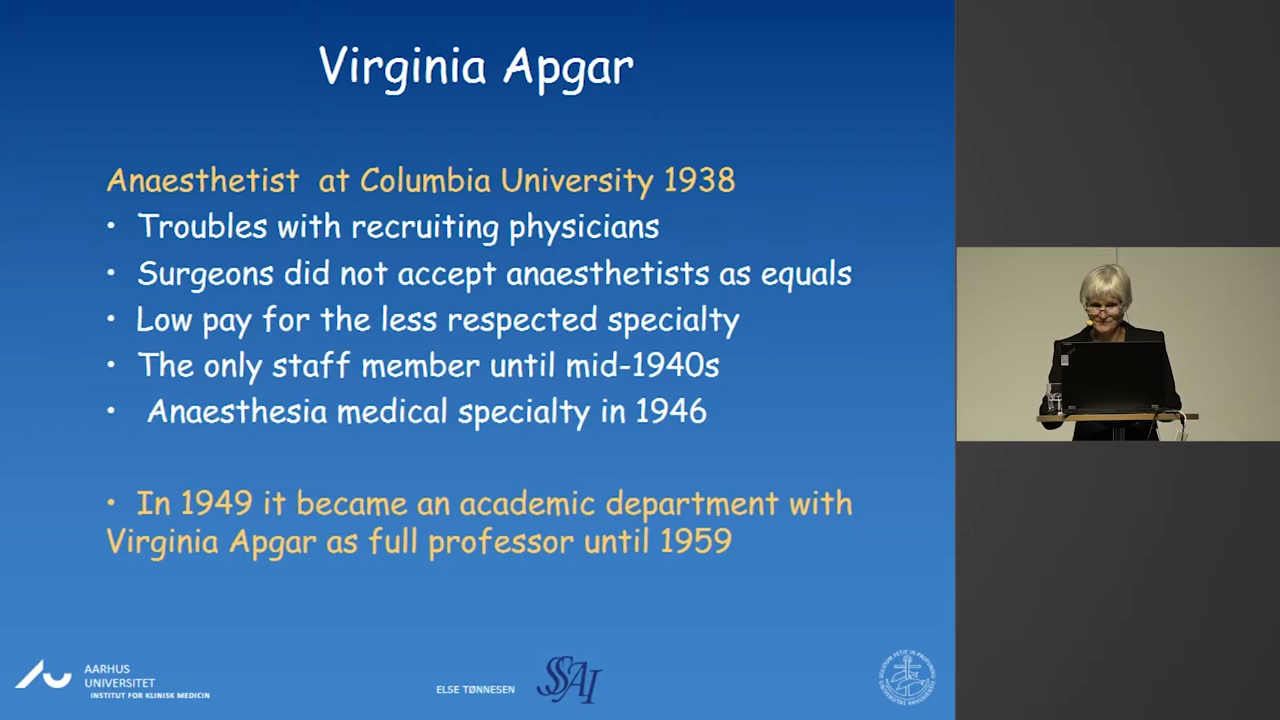 Virginia Apgar
Anaesthetist at Columbia University 1938
• Troubles with recruiting physicians
• Surgeons did not accept anaesthetists as equals
• Low pay for the less respected specialty
• The only staff member until mid-1940s
• Anaesthesia medical specialty in 1946
• In 1949 it became an academic department with
Virginia Apgar as full professor until 1959
AARHUS
UNIVERSITET
INSTITUT FOR KLINISK MEDICIN
ELSE TØNNESEN
SSAI